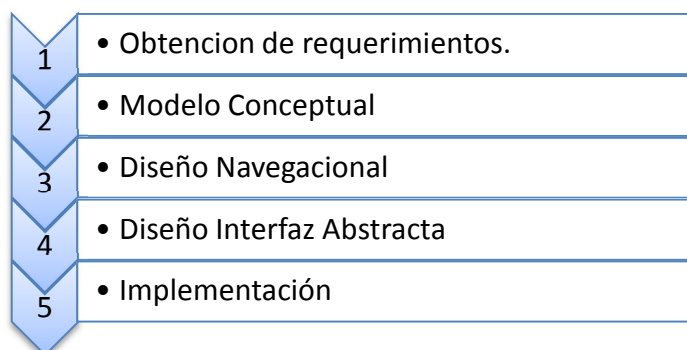 1 • Obtencion de requerimientos.
2 • Modelo Conceptual
3 • Diseño Navegacional
4 • Diseño Interfaz Abstracta
5 • Implementación